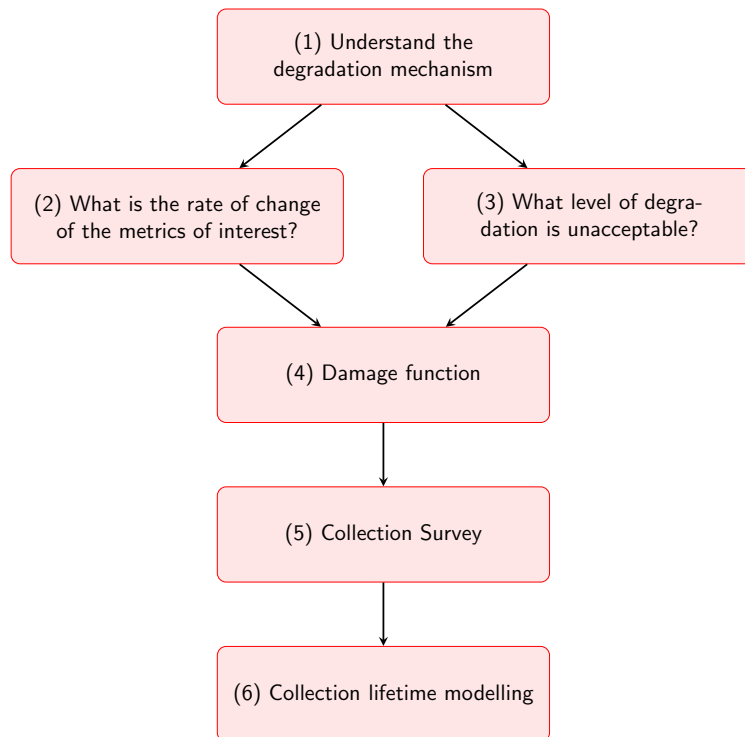 (1) Understand the
degradation mechanism
(2) What is the rate of change
of the metrics of interest?
(3) What level of degra-
dation is unacceptable?
(4) Damage function
(5) Collection Survey
(6) Collection lifetime modelling